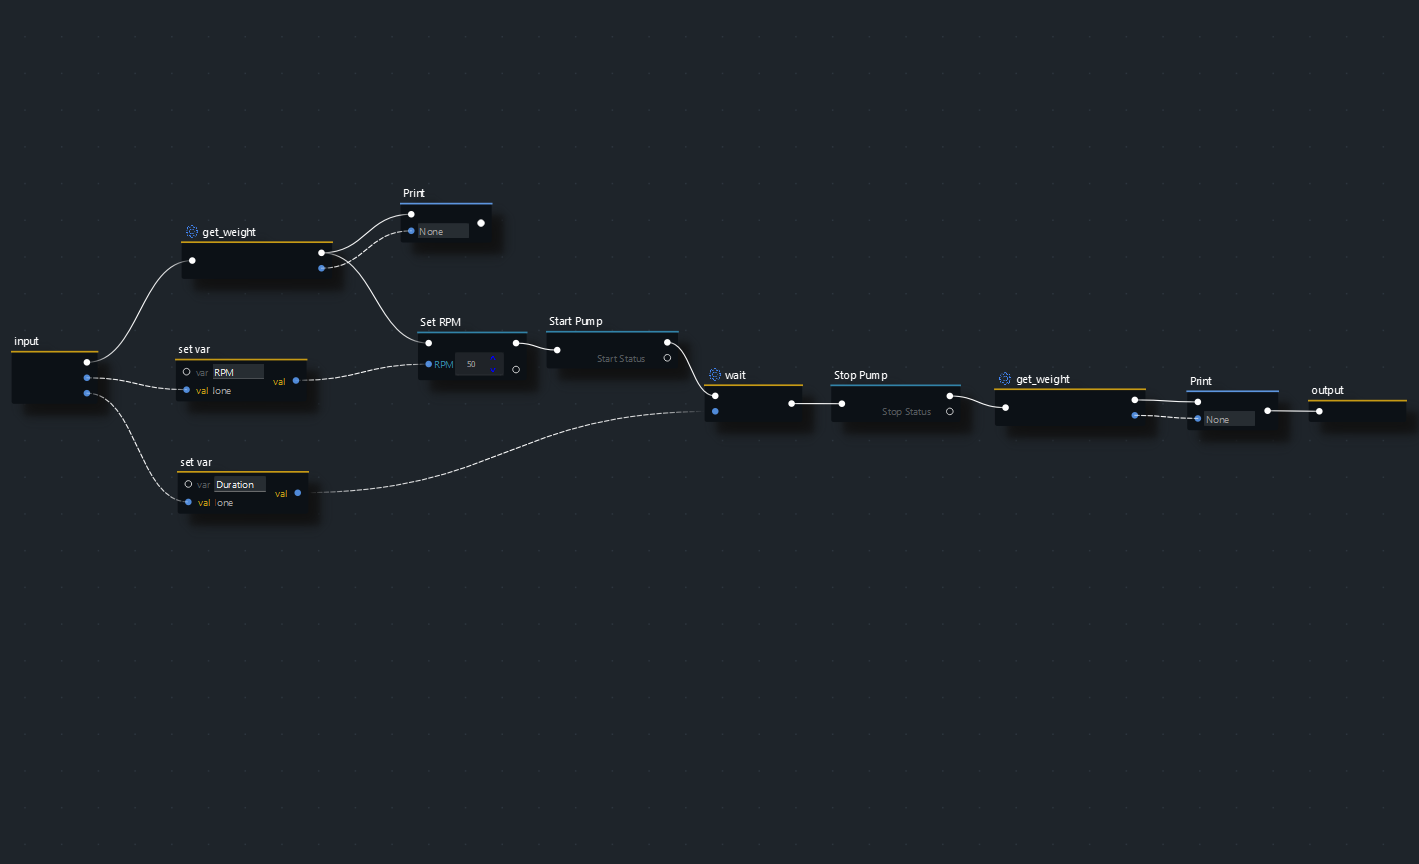 Print
None
get_weight
input
set var
var RPM
val
val lone
Set RPM
RPM 50
Start Pump
Start Status
wait
Stop Pump
Stop Status
get_weight
Print
None
output
set var
var Duration
val
val lone